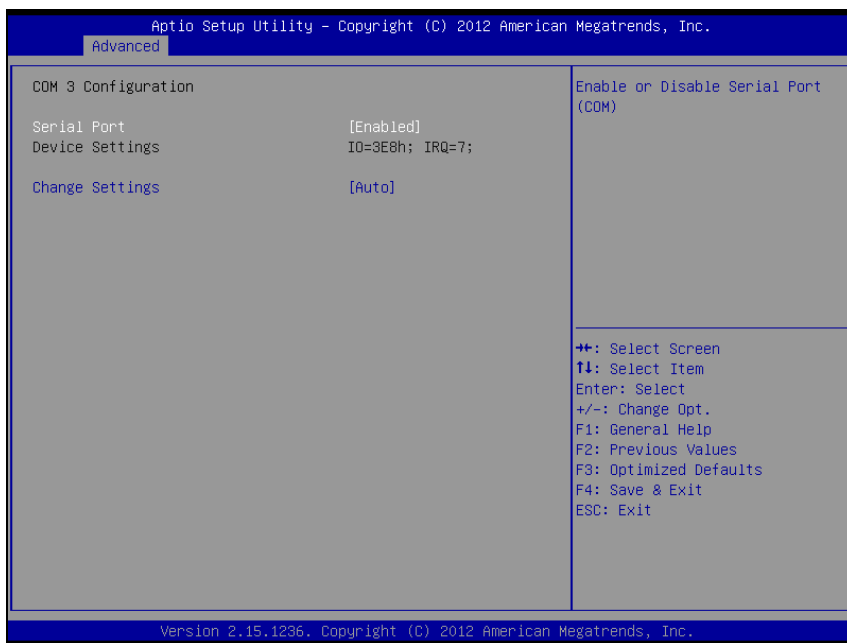 Aptio Setup Utility – Copyright (C) 2012 American Megatrends, Inc.
Advanced
COM 3 Configuration
Serial Port [Enabled]
Device Settings IO=3E8h; IRQ=7;
Change Settings [Auto]
Enable or Disable Serial Port
(COM)
→←: Select Screen
↑↓: Select Item
Enter: Select
+/-: Change Opt.
F1: General Help
F2: Previous Values
F3: Optimized Defaults
F4: Save & Exit
ESC: Exit
Version 2.15.1236. Copyright (C) 2012 American Megatrends, Inc.